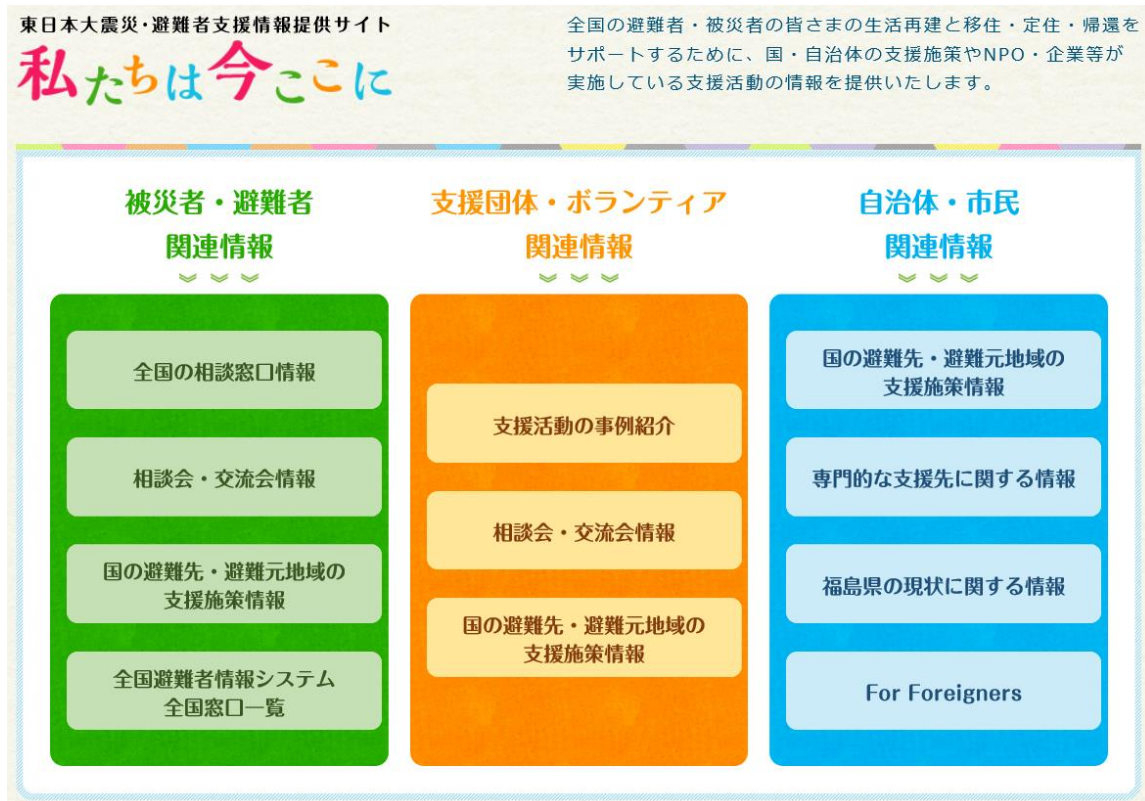 東日本大震災・避難者支援情報提供サイト
私たちは今ここに
全国の避難者・被災者の皆さまの生活再建と移住・定住・帰還を
サポートするために、国・自治体の支援施策やNPO・企業等が
実施している支援活動の情報を提供いたします。
被災者・避難者
関連情報
全国の相談窓口情報
相談会・交流会情報
国の避難先・避難元地域の
支援施策情報
全国避難者情報システム
全国窓口一覧
支援団体・ボランティア
関連情報
支援活動の事例紹介
相談会・交流会情報
国の避難先・避難元地域の
支援施策情報
自治体・市民
関連情報
国の避難先・避難元地域の
支援施策情報
専門的な支援先に関する情報
福島県の現状に関する情報
For Foreigners